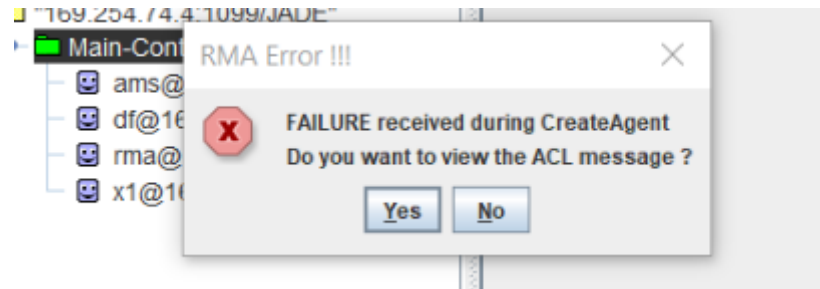 "169.254.74.4:1099/JADE"
Main-Cont
RMA Error !!!
ams@
df@16
FAILURE received during CreateAgent
rma@
Do you want to view the ACL message ?
x1@16
Yes
No